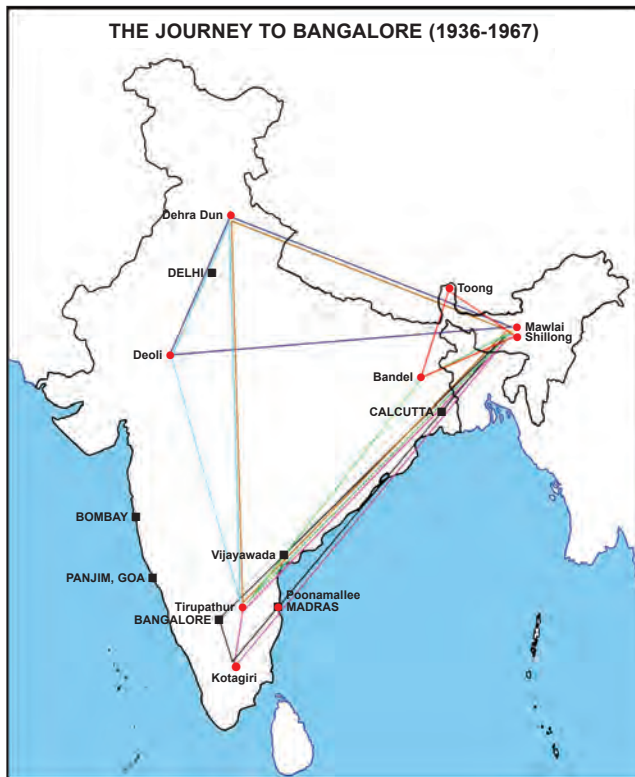 THE JOURNEY TO BANGALORE (1936-1967)
Dehra Dun
DELHI
Toong
Mawlai
Shillong
Deoli
Bandel
CALCUTTA
BOMBAY
Vijayawada
PANJIM, GOA
Poonamallee
Tirupathur
MADRAS
BANGALORE
Kotagiri